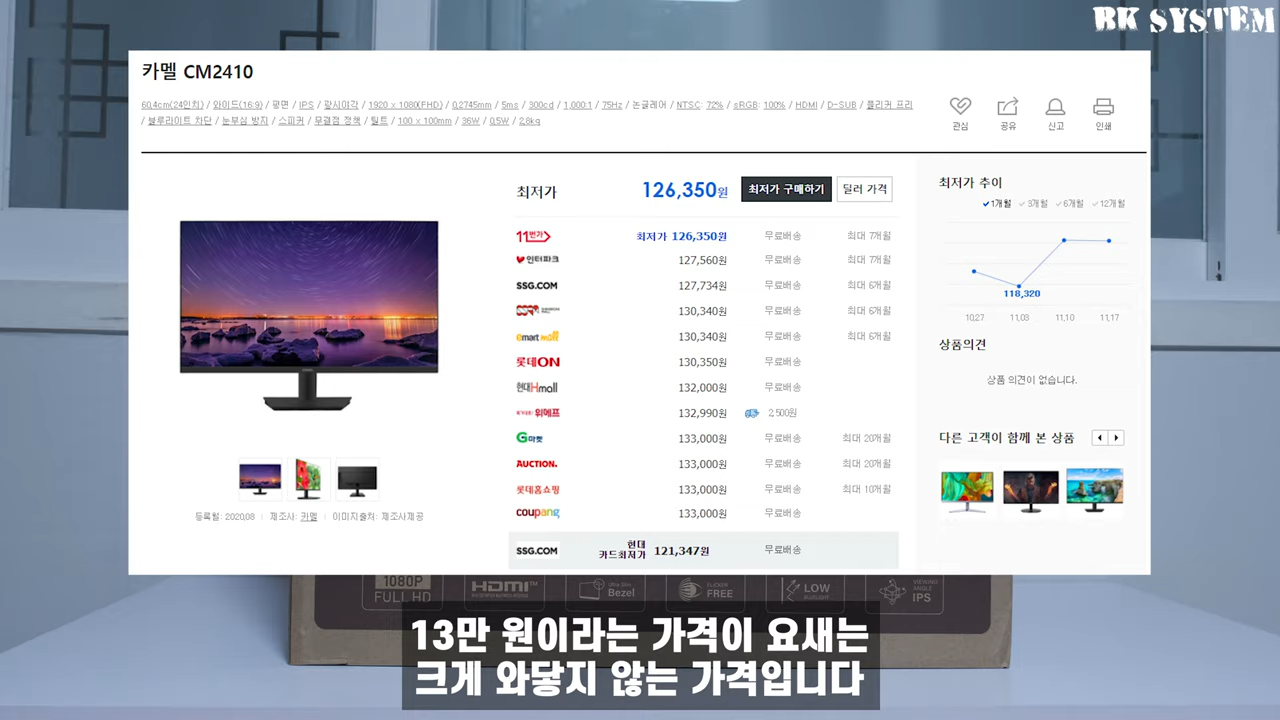 BK SYSTEM
카멜 CM2410
60.4cm(24인치) / 와이드(16:9) / 평면 / IPS / 광시야각 / 1920 x 1080(FHD) / 0.2745mm / 5ms / 300cd / 1,000:1 / 75Hz / 논글레어 / NTSC: 72% / sRGB: 100% / HDMI / D-SUB / 플리커 프리
/ 블루라이트 차단 / 눈부심 방지 / 스피커 / 무결점 정책 / 틸트 / 100 x 100mm / 36W / 0.5W / 2.8kg
관심 공유 신고 인쇄
최저가 126,350원 최저가 구매하기 딜러 가격
11번가 최저가 126,350원 무료배송 최대 7개월
인터파크 127,560원 무료배송 최대 7개월
SSG.COM 127,734원 무료배송 최대 6개월
130,340원 무료배송 최대 6개월
emart mall 130,340원 무료배송 최대 6개월
롯데ON 130,350원 무료배송
현대Hmall 132,000원 무료배송
위메프 132,990원 2,500원
G마켓 133,000원 무료배송 최대 20개월
AUCTION. 133,000원 무료배송 최대 20개월
롯데홈쇼핑 133,000원 무료배송 최대 10개월
coupang 133,000원 무료배송
SSG.COM 현대 카드최저가 121,347원 무료배송
등록월: 2020.08 | 제조사: 카멜 | 이미지출처: 제조사제공
최저가 추이
1개월 3개월 6개월 12개월
118,320
10.27 11.03 11.10 11.17
상품의견
상품 의견이 없습니다.
다른 고객이 함께 본 상품
1080P
FULL HD
HDMI™
Bezel
FLICKER
FREE
LOW
VIEWING
ANGLE
IPS
13만 원이라는 가격이 요새는
크게 와닿지 않는 가격입니다